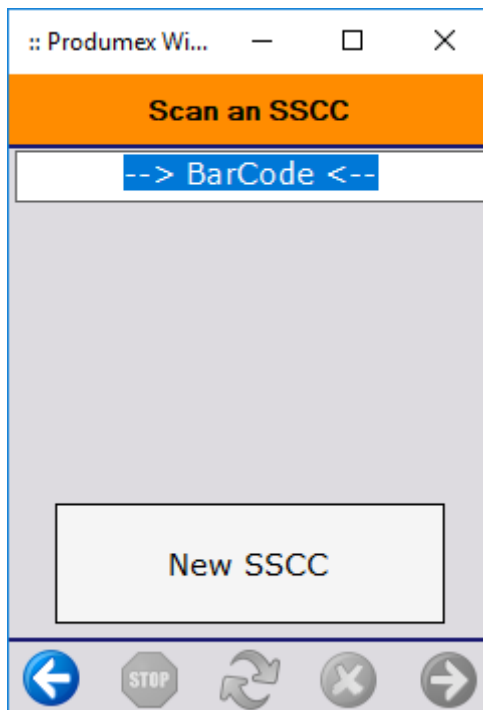 :: Produmex Wi...
Scan an SSCC
--> BarCode <--
New SSCC
STOP